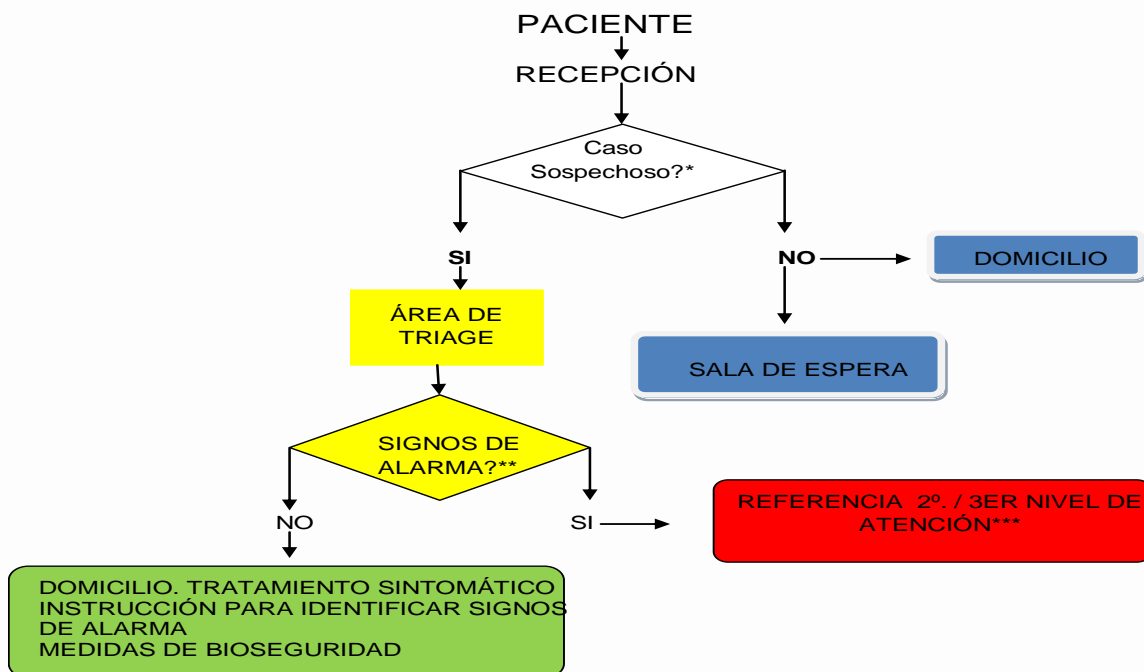 PACIENTE
RECEPCIÓN
Caso
Sospechoso?*
SI
NO
DOMICILIO
ÁREA DE
TRIAGE
SALA DE ESPERA
SIGNOS DE
ALARMA?**
NO
SI
REFERENCIA 2º. / 3ER NIVEL DE
ATENCIÓN***
DOMICILIO. TRATAMIENTO SINTOMÁTICO
INSTRUCCIÓN PARA IDENTIFICAR SIGNOS
DE ALARMA
MEDIDAS DE BIOSEGURIDAD